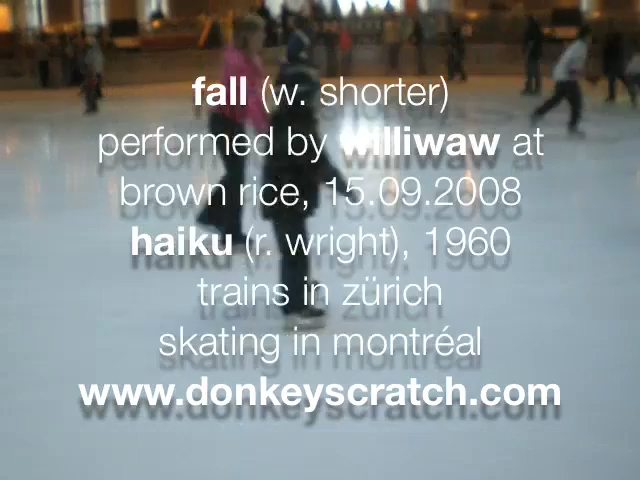 fall (w. shorter)
performed by williwaw at
brown rice, 15.09.2008
haiku (r. wright), 1960
trains in zürich
skating in montréal
www.donkeyscratch.com